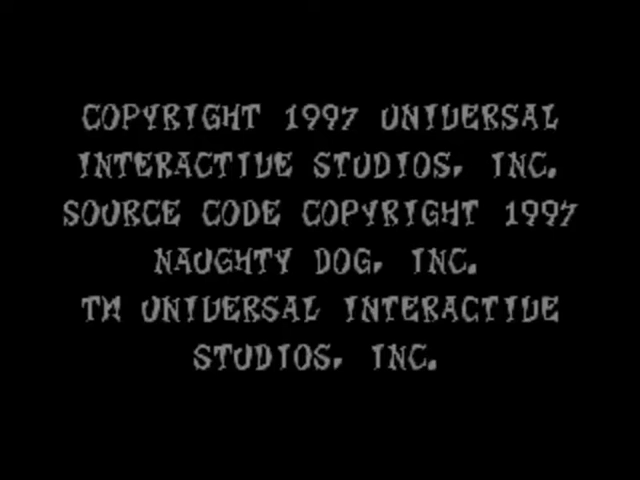 COPYRIGHT 1997 UNIVERSAL
INTERACTIVE STUDIOS, INC.
SOURCE CODE COPYRIGHT 1997
NAUGHTY DOG, INC.
TM UNIVERSAL INTERACTIVE
STUDIOS, INC.